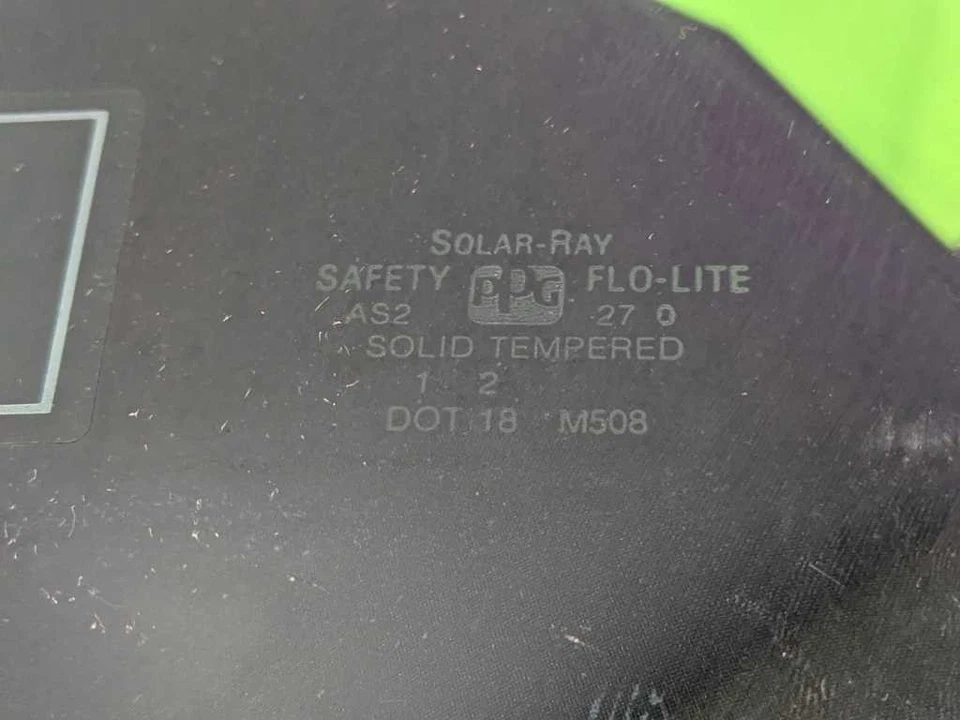 SOLAR-RAY
SAFETY PPG FLO-LITE
AS2 27 0
SOLID TEMPERED
1 2
DOT 18 M508